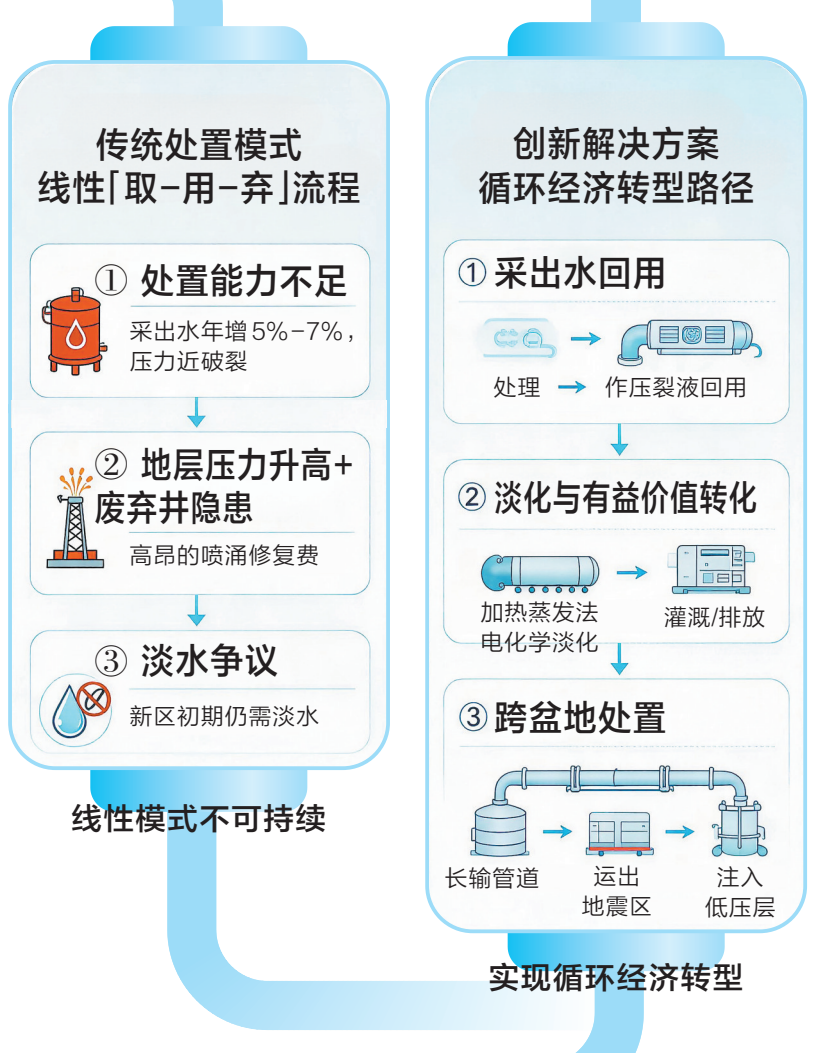 传统处置模式
线性「取-用-弃」流程
① 处置能力不足
采出水年增5%-7%，
压力近破裂
② 地层压力升高+
废弃井隐患
高昂的喷涌修复费
③ 淡水争议
新区初期仍需淡水
线性模式不可持续
创新解决方案
循环经济转型路径
① 采出水回用
处理 → 作压裂液回用
② 淡化与有益价值转化
加热蒸发法
电化学淡化
灌溉/排放
③ 跨盆地处置
长输管道
运出
地震区
注入
低压层
实现循环经济转型